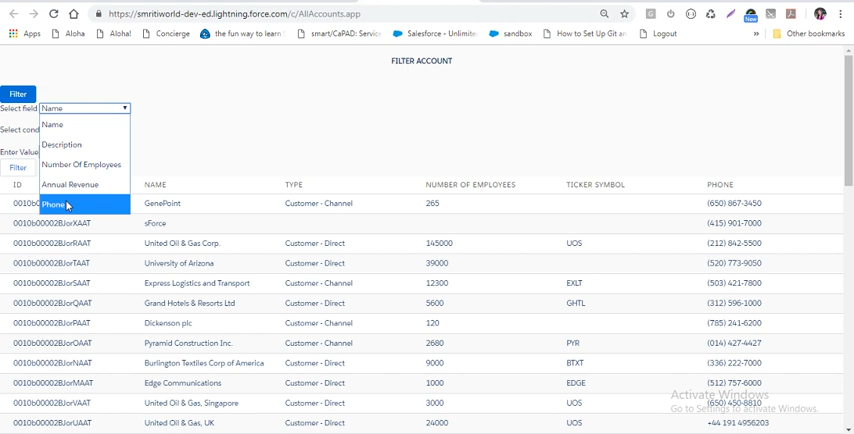 https://smritiworld-dev-ed.lightning.force.com/c/AllAccounts.app
Apps Aloha Aloha! Concierge the fun way to learn smart/CaPAD: Servic Salesforce - Unlimite sandbox How to Set Up Git an Logout » Other bookmarks
New
FILTER ACCOUNT
Filter
Select field Name
Select cond
Enter Value
Filter
Name
Description
Number Of Employees
Annual Revenue
Phone
ID NAME TYPE NUMBER OF EMPLOYEES TICKER SYMBOL PHONE
0010b0 GenePoint Customer - Channel 265 (650) 867-3450
0010b00002BJorXAAT sForce (415) 901-7000
0010b00002BJorRAAT United Oil & Gas Corp. Customer - Direct 145000 UOS (212) 842-5500
0010b00002BJorTAAT University of Arizona Customer - Direct 39000 (520) 773-9050
0010b00002BJorSAAT Express Logistics and Transport Customer - Channel 12300 EXLT (503) 421-7800
0010b00002BJorQAAT Grand Hotels & Resorts Ltd Customer - Direct 5600 GHTL (312) 596-1000
0010b00002BJorPAAT Dickenson plc Customer - Channel 120 (785) 241-6200
0010b00002BJorOAAT Pyramid Construction Inc. Customer - Channel 2680 PYR (014) 427-4427
0010b00002BJorNAAT Burlington Textiles Corp of America Customer - Direct 9000 BTXT (336) 222-7000
0010b00002BJorMAAT Edge Communications Customer - Direct 1000 EDGE (512) 757-6000
0010b00002BJorVAAT United Oil & Gas, Singapore Customer - Direct 3000 UOS (650) 450-8810
0010b00002BJorUAAT United Oil & Gas, UK Customer - Direct 24000 UOS +44 191 4956203
Activate Windows
Go to Settings to activate Windows.